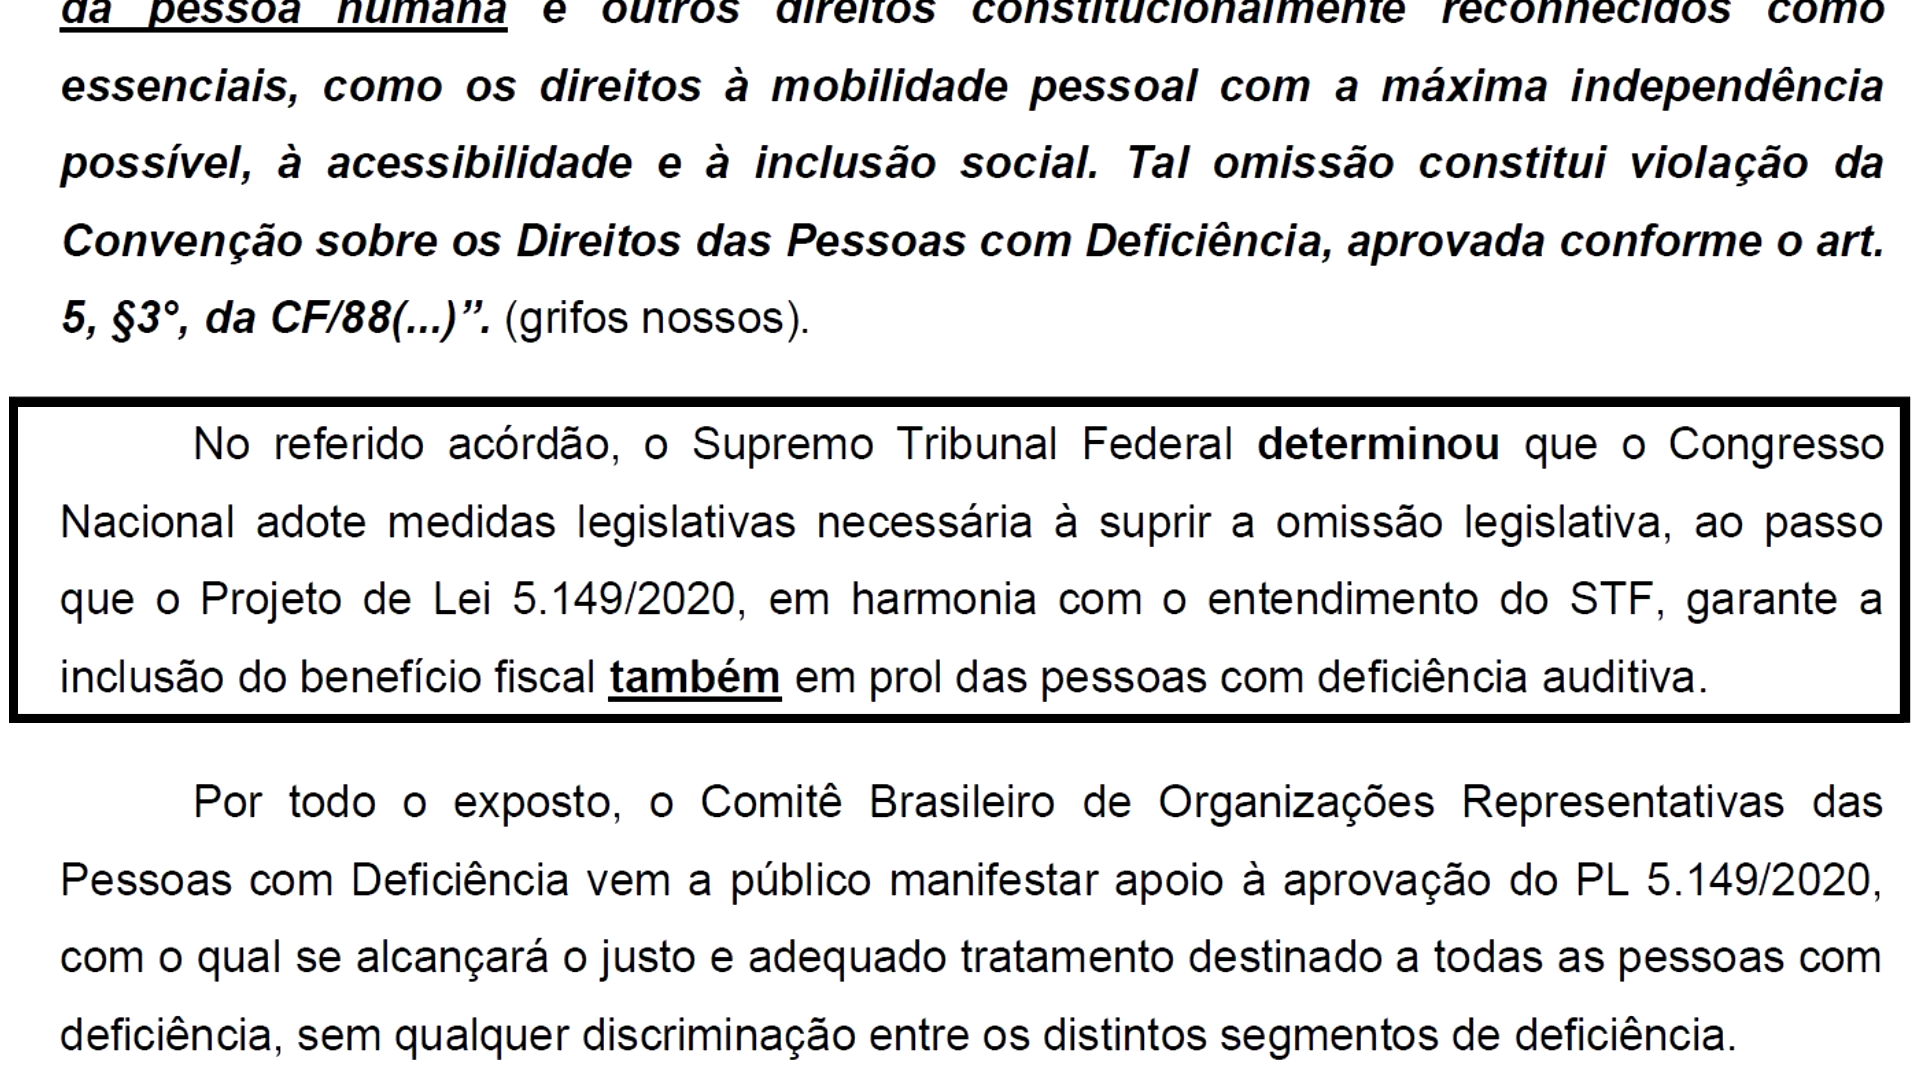 da pessoa humana e outros direitos constitucionalmente reconhecidos como
essenciais, como os direitos à mobilidade pessoal com a máxima independência
possível, à acessibilidade e à inclusão social. Tal omissão constitui violação da
Convenção sobre os Direitos das Pessoas com Deficiência, aprovada conforme o art.
5, §3°, da CF/88(...)”. (grifos nossos).
No referido acórdão, o Supremo Tribunal Federal determinou que o Congresso
Nacional adote medidas legislativas necessária à suprir a omissão legislativa, ao passo
que o Projeto de Lei 5.149/2020, em harmonia com o entendimento do STF, garante a
inclusão do benefício fiscal também em prol das pessoas com deficiência auditiva.
Por todo o exposto, o Comitê Brasileiro de Organizações Representativas das
Pessoas com Deficiência vem a público manifestar apoio à aprovação do PL 5.149/2020,
com o qual se alcançará o justo e adequado tratamento destinado a todas as pessoas com
deficiência, sem qualquer discriminação entre os distintos segmentos de deficiência.